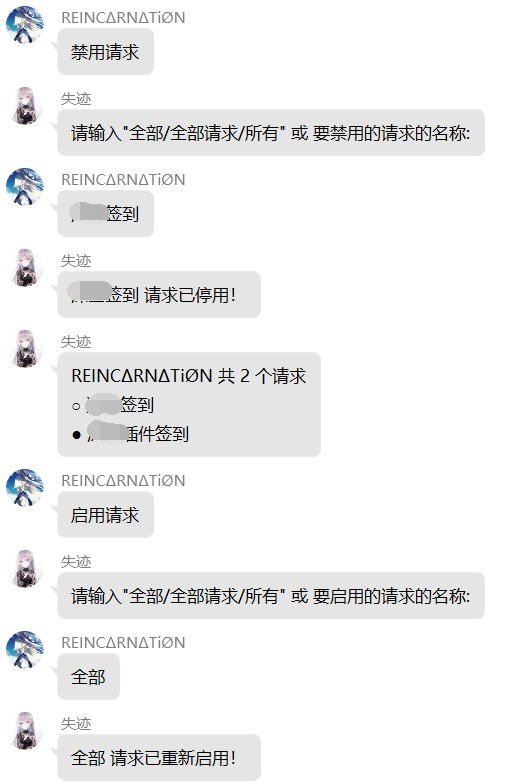 REINCΔRNΔTiØN
禁用请求
失迹
请输入"全部/全部请求/所有" 或 要禁用的请求的名称:
REINCΔRNΔTiØN
签到
失迹
签到 请求已停用！
失迹
REINCΔRNΔTiØN 共 2 个请求
○ 签到
● 插件签到
REINCΔRNΔTiØN
启用请求
失迹
请输入"全部/全部请求/所有" 或 要启用的请求的名称:
REINCΔRNΔTiØN
全部
失迹
全部 请求已重新启用！